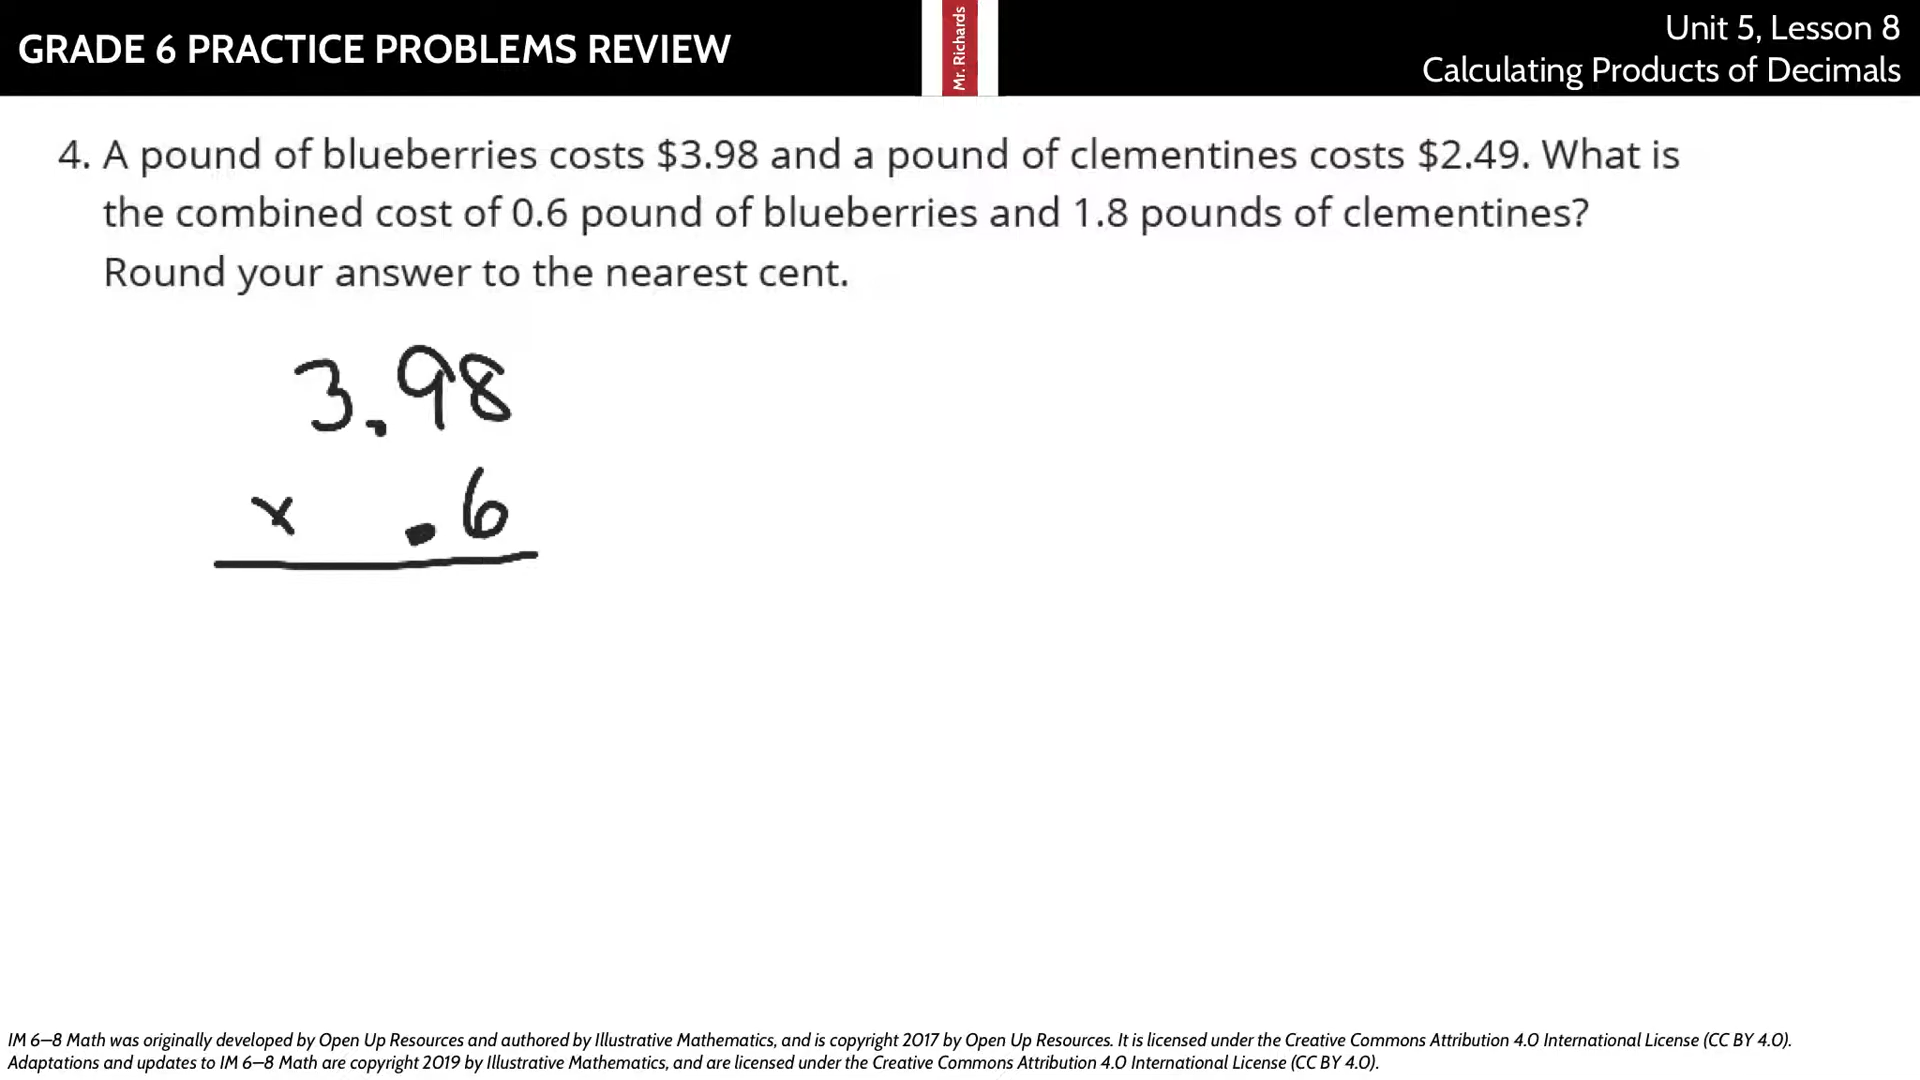 GRADE 6 PRACTICE PROBLEMS REVIEW
Mr. Richards
Unit 5, Lesson 8
Calculating Products of Decimals
4. A pound of blueberries costs $3.98 and a pound of clementines costs $2.49. What is
the combined cost of 0.6 pound of blueberries and 1.8 pounds of clementines?
Round your answer to the nearest cent.
3.98
x .6
IM 6–8 Math was originally developed by Open Up Resources and authored by Illustrative Mathematics, and is copyright 2017 by Open Up Resources. It is licensed under the Creative Commons Attribution 4.0 International License (CC BY 4.0).
Adaptations and updates to IM 6–8 Math are copyright 2019 by Illustrative Mathematics, and are licensed under the Creative Commons Attribution 4.0 International License (CC BY 4.0).